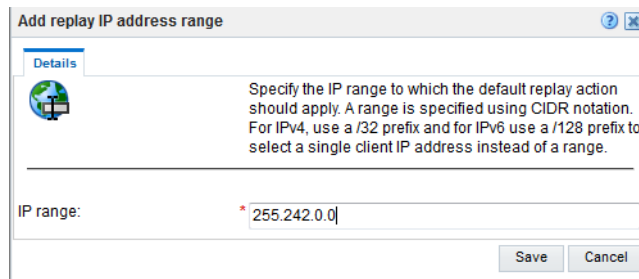 Add replay IP address range
Details
Specify the IP range to which the default replay action
should apply. A range is specified using CIDR notation.
For IPv4, use a /32 prefix and for IPv6 use a /128 prefix to
select a single client IP address instead of a range.
IP range: * 255.242.0.0
Save Cancel